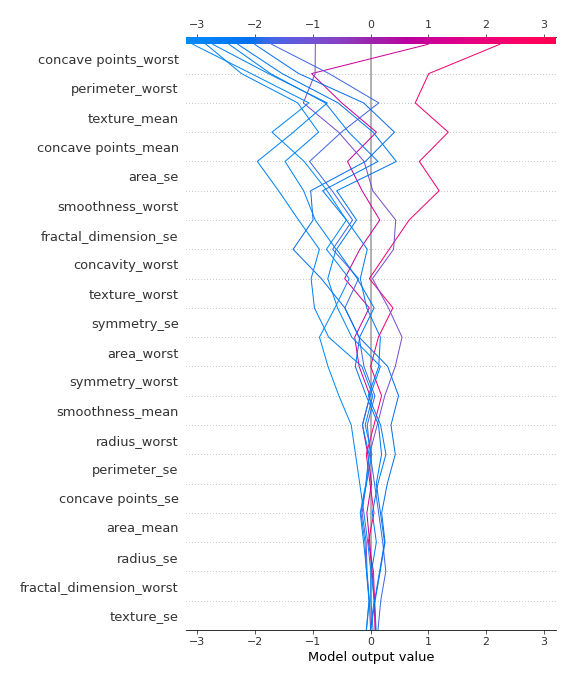 −3 −2 −1 0 1 2 3
concave points_worst
perimeter_worst
texture_mean
concave points_mean
area_se
smoothness_worst
fractal_dimension_se
concavity_worst
texture_worst
symmetry_se
area_worst
symmetry_worst
smoothness_mean
radius_worst
perimeter_se
concave points_se
area_mean
radius_se
fractal_dimension_worst
texture_se
−3 −2 −1 0 1 2 3
Model output value